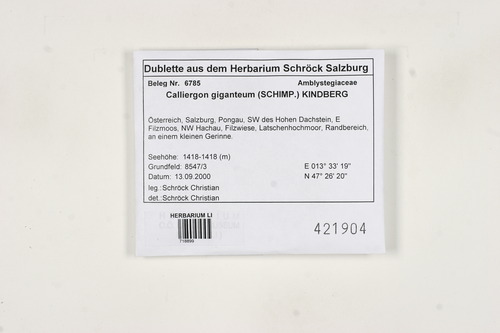 Dublette aus dem Herbarium Schröck Salzburg
Beleg Nr. 6785 Amblystegiaceae
Calliergon giganteum (SCHIMP.) KINDBERG
Österreich, Salzburg, Pongau, SW des Hohen Dachstein, E
Filzmoos, NW Hachau, Filzwiese, Latschenhochmoor, Randbereich,
an einem kleinen Gerinne.
Seehöhe: 1418-1418 (m)
Grundfeld: 8547/3 E 013° 33' 19"
Datum: 13.09.2000 N 47° 26' 20"
leg.:Schröck Christian
det.:Schröck Christian
HERBARIUM LI
421904